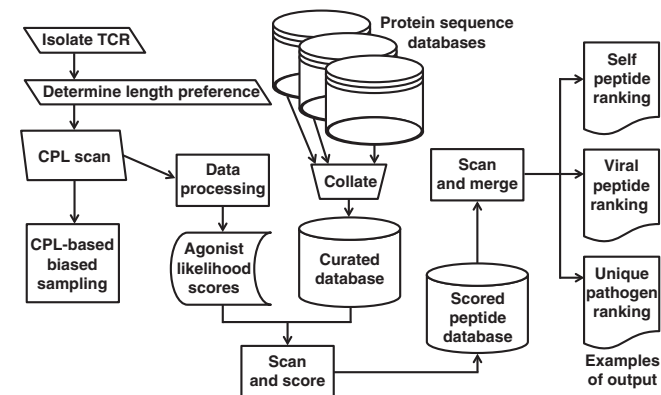 Isolate TCR
Determine length preference
CPL scan
CPL-based
biased
sampling
Data
processing
Agonist
likelihood
scores
Protein sequence
databases
Collate
Curated
database
Scan
and score
Scored
peptide
database
Scan
and merge
Self
peptide
ranking
Viral
peptide
ranking
Unique
pathogen
ranking
Examples
of output